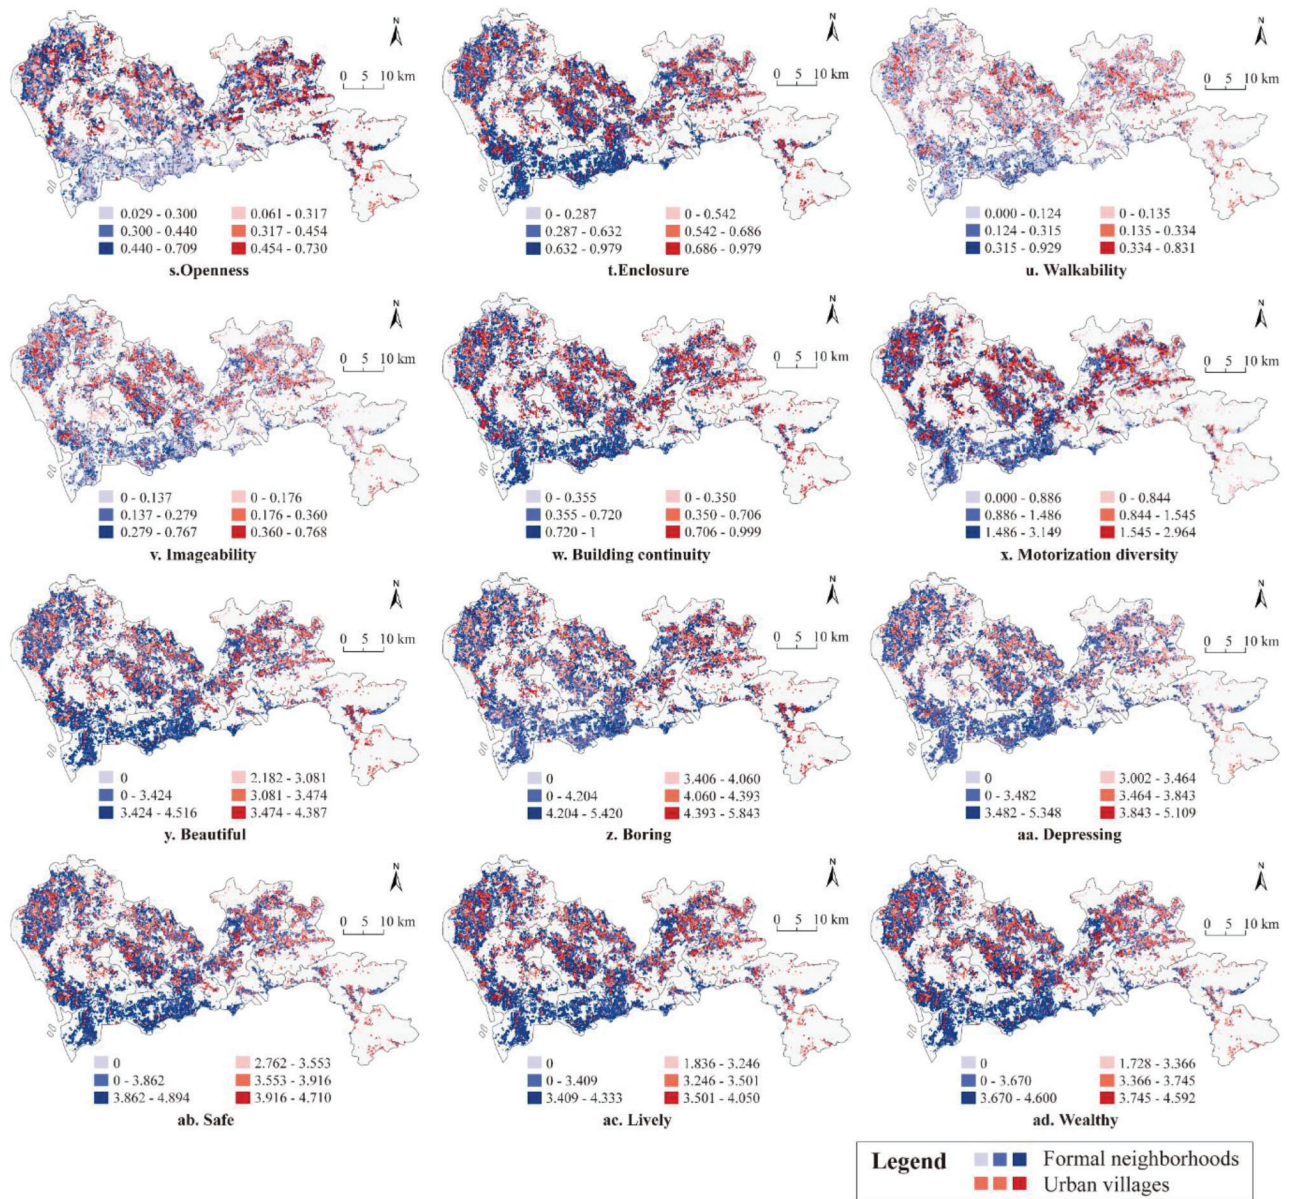 N
N
N
0 5 10 km
0 5 10 km
0 5 10 km
0.029 - 0.300 0.061 - 0.317
0.300 - 0.440 0.317 - 0.454
0.440 - 0.709 0.454 - 0.730
s.Openness
0 - 0.287 0 - 0.542
0.287 - 0.632 0.542 - 0.686
0.632 - 0.979 0.686 - 0.979
t.Enclosure
0.000 - 0.124 0 - 0.135
0.124 - 0.315 0.135 - 0.334
0.315 - 0.929 0.334 - 0.831
u. Walkability
N
N
N
0 5 10 km
0 5 10 km
0 5 10 km
0 - 0.137 0 - 0.176
0.137 - 0.279 0.176 - 0.360
0.279 - 0.767 0.360 - 0.768
v. Imageability
0 - 0.355 0 - 0.350
0.355 - 0.720 0.350 - 0.706
0.720 - 1 0.706 - 0.999
w. Building continuity
0.000 - 0.886 0 - 0.844
0.886 - 1.486 0.844 - 1.545
1.486 - 3.149 1.545 - 2.964
x. Motorization diversity
N
N
N
0 5 10 km
0 5 10 km
0 5 10 km
0 2.182 - 3.081
0 - 3.424 3.081 - 3.474
3.424 - 4.516 3.474 - 4.387
y. Beautiful
0 3.406 - 4.060
0 - 4.204 4.060 - 4.393
4.204 - 5.420 4.393 - 5.843
z. Boring
0 3.002 - 3.464
0 - 3.482 3.464 - 3.843
3.482 - 5.348 3.843 - 5.109
aa. Depressing
N
N
N
0 5 10 km
0 5 10 km
0 5 10 km
0 2.762 - 3.553
0 - 3.862 3.553 - 3.916
3.862 - 4.894 3.916 - 4.710
ab. Safe
0 1.836 - 3.246
0 - 3.409 3.246 - 3.501
3.409 - 4.333 3.501 - 4.050
ac. Lively
0 1.728 - 3.366
0 - 3.670 3.366 - 3.745
3.670 - 4.600 3.745 - 4.592
ad. Wealthy
Legend
Formal neighborhoods
Urban villages